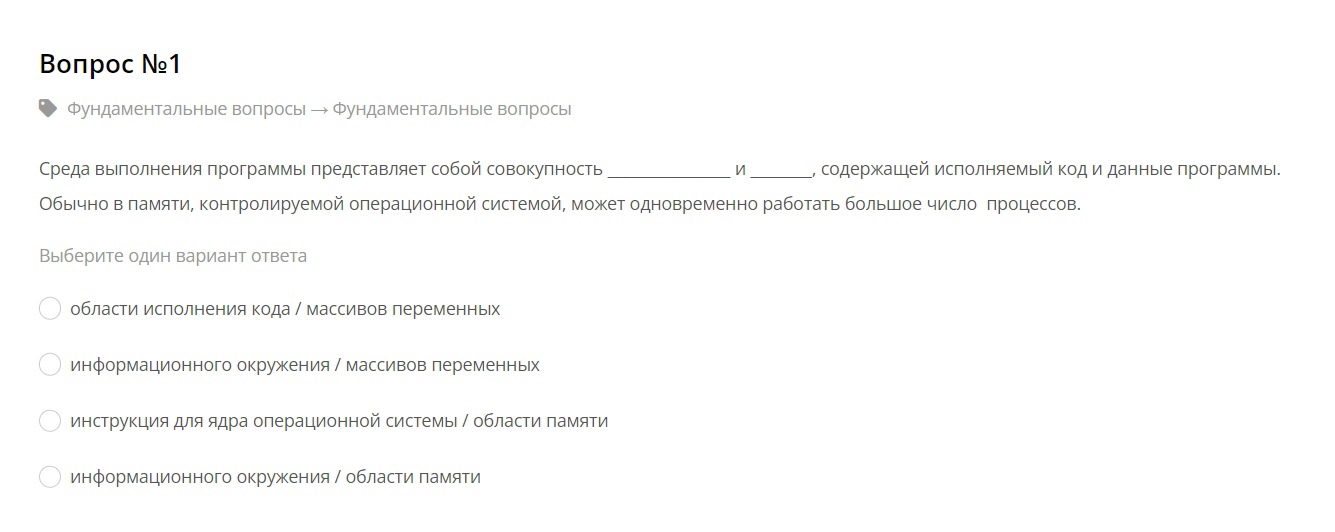 Вопрос №1
Фундаментальные вопросы → Фундаментальные вопросы
Среда выполнения программы представляет собой совокупность ______________ и _______, содержащей исполняемый код и данные программы.
Обычно в памяти, контролируемой операционной системой, может одновременно работать большое число  процессов.
Выберите один вариант ответа
области исполнения кода / массивов переменных
информационного окружения / массивов переменных
инструкция для ядра операционной системы / области памяти
информационного окружения / области памяти